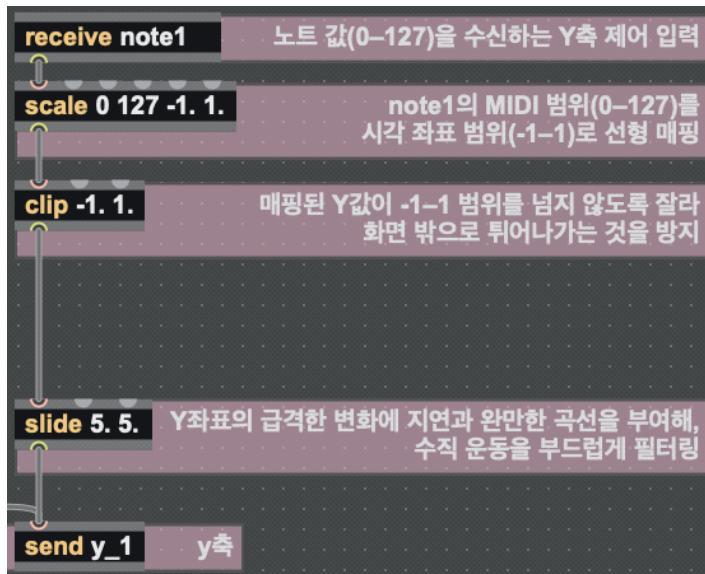 receive note1
노트 값(0–127)을 수신하는 Y축 제어 입력
scale 0 127 -1. 1.
note1의 MIDI 범위(0–127)를
시각 좌표 범위(-1–1)로 선형 매핑
clip -1. 1.
매핑된 Y값이 -1–1 범위를 넘지 않도록 잘라
화면 밖으로 튀어나가는 것을 방지
slide 5. 5.
Y좌표의 급격한 변화에 지연과 완만한 곡선을 부여해,
수직 운동을 부드럽게 필터링
send y_1
y축